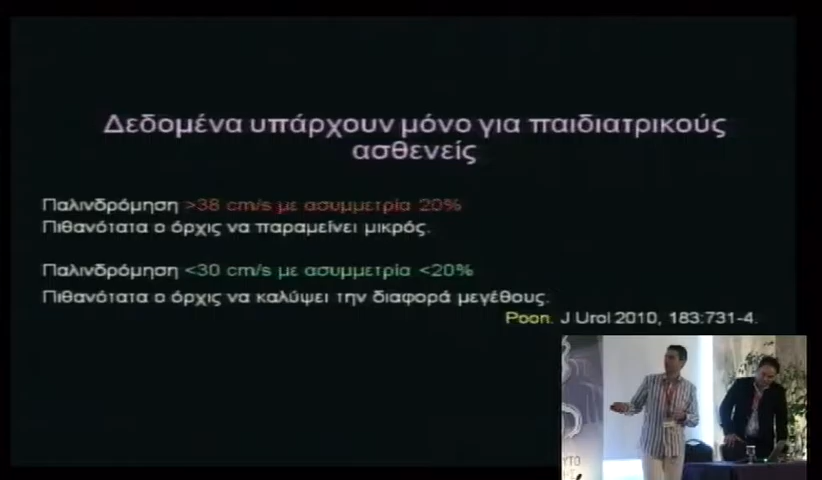 Δεδομένα υπάρχουν μόνο για παιδιατρικούς
ασθενείς
Παλινδρόμηση >38 cm/s με ασυμμετρία 20%
Πιθανότατα ο όρχις να παραμείνει μικρός.
Παλινδρόμηση <30 cm/s με ασυμμετρία <20%
Πιθανότατα ο όρχις να καλύψει την διαφορά μεγέθους.
Poon. J Urol 2010, 183:731-4.